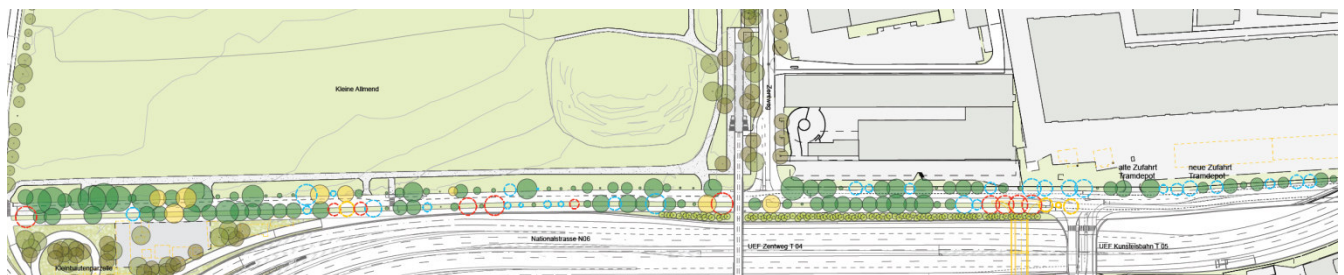 Kleine Allmend
Zentweg
alte Zufahrt
Tramdepot
neue Zufahrt
Tramdepot
Nationalstrasse N06
UEF Zentweg T 04
UEF Kunsteisbahn T 05
Kleinbautenparzelle